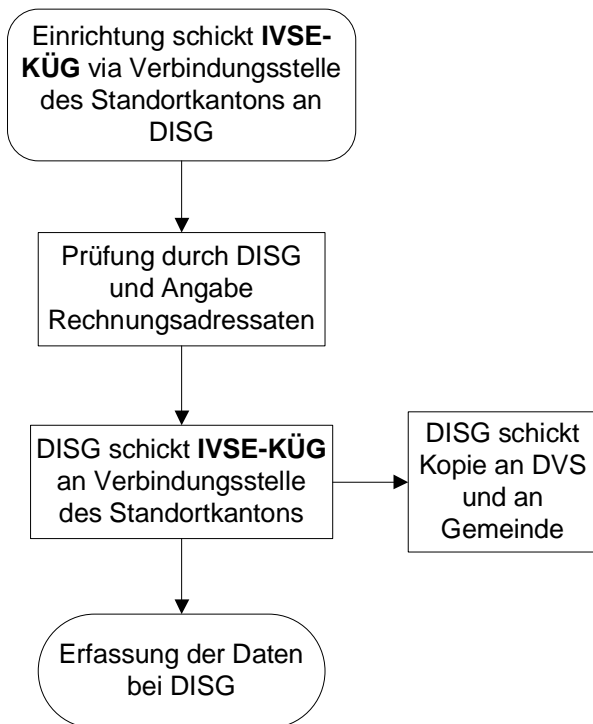 Einrichtung schickt IVSE-
KÜG via Verbindungsstelle
des Standortkantons an
DISG
Prüfung durch DISG
und Angabe
Rechnungsadressaten
DISG schickt IVSE-KÜG
an Verbindungsstelle
des Standortkantons
DISG schickt
Kopie an DVS
und an
Gemeinde
Erfassung der Daten
bei DISG